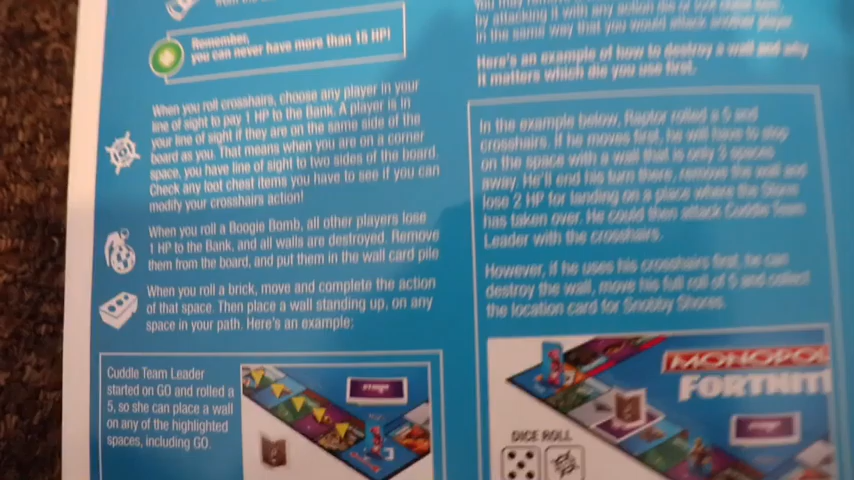 Remember,
you can never have more than 15 HP!
When you roll crosshairs, choose any player in your
line of sight to pay 1 HP to the Bank. A player is in
your line of sight if they are on the same side of the
board as you. That means when you are on a corner
space, you have line of sight to two sides of the board.
Check any loot chest items you have to see if you can
modify your crosshairs action!
When you roll a Boogie Bomb, all other players lose
1 HP to the Bank, and all walls are destroyed. Remove
them from the board, and put them in the wall card pile
When you roll a brick, move and complete the action
of that space. Then place a wall standing up, on any
space in your path. Here's an example:
Cuddle Team Leader
started on GO and rolled a
5, so she can place a wall
on any of the highlighted
spaces, including GO.
by attacking it with any action die or loot chest item,
in the same way that you would attack another player
Here's an example of how to destroy a wall and why
it matters which die you use first.
In the example below, Raptor rolled a 5 and
crosshairs. If he moves first, he will have to stop
on the space with a wall that is only 3 spaces
away. He'll end his turn there, remove the wall and
lose 2 HP for landing on a place where the Storm
has taken over. He could then attack Cuddle Team
Leader with the crosshairs.
However, if he uses his crosshairs first, he can
destroy the wall, move his full roll of 5 and collect
the location card for Snobby Shores.
MONOPOL
FORTNIT
DICE ROLL